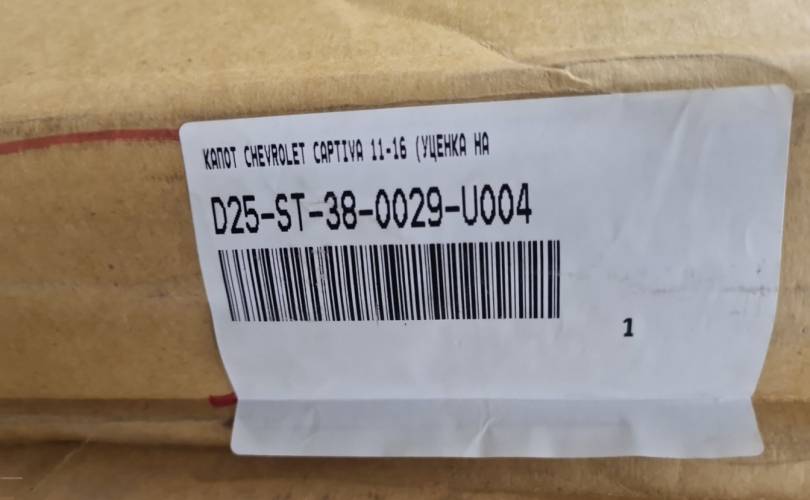 КАПОТ CHEVROLET CAPTIVA 11-16 (УЦЕНКА НА
D25-ST-38-0029-U004
1